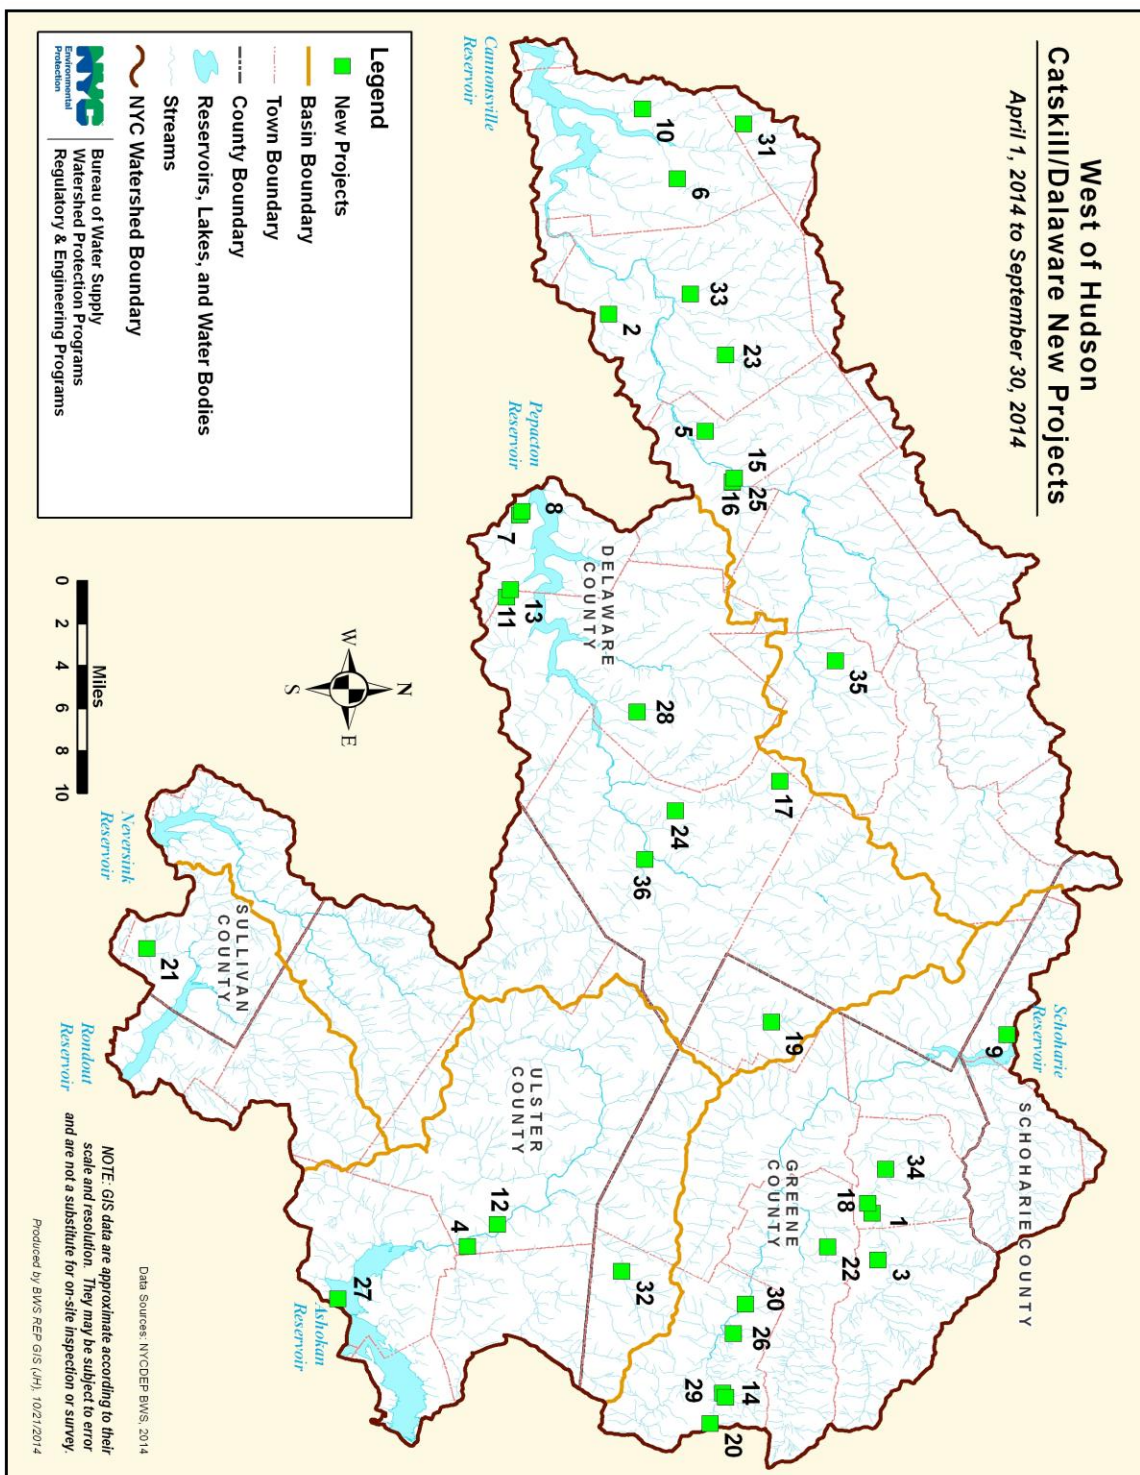 West of Hudson
Catskill/Dalaware New Projects
April 1, 2014 to September 30, 2014
Cannonsville
Reservoir
10
31
6
33
2
23
5
15
25
16
Pepacton
Reservoir
8
7
13
11
DELAWARE
COUNTY
35
28
17
24
36
Neversink
Reservoir
SULLIVAN
COUNTY
21
Rondout
Reservoir
19
Schoharie
Reservoir
9
SCHOHARIE COUNTY
34
18
1
3
22
GREENE
COUNTY
ULSTER
COUNTY
12
4
27
Ashokan
Reservoir
32
30
26
14
29
20
Legend
New Projects
Basin Boundary
Town Boundary
County Boundary
Reservoirs, Lakes, and Water Bodies
Streams
NYC Watershed Boundary
NYC
Environmental
Protection
Bureau of Water Supply
Watershed Protection Programs
Regulatory & Engineering Programs
N
W
E
S
0 2 4 6 8 10
Miles
Data Sources: NYCDEP BWS, 2014
NOTE: GIS data are approximate according to their
scale and resolution. They may be subject to error
and are not a substitute for on-site inspection or survey.
Produced by BWS REP GIS (JH), 10/21/2014